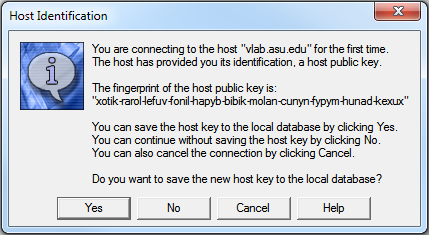 Host Identification
You are connecting to the host "vlab.asu.edu" for the first time.
The host has provided you its identification, a host public key.
The fingerprint of the host public key is:
"xotik-rarol-lefuv-fonil-hapyb-bibik-molan-cunyn-fypym-hunad-kexux"
You can save the host key to the local database by clicking Yes.
You can continue without saving the host key by clicking No.
You can also cancel the connection by clicking Cancel.
Do you want to save the new host key to the local database?
Yes No Cancel Help